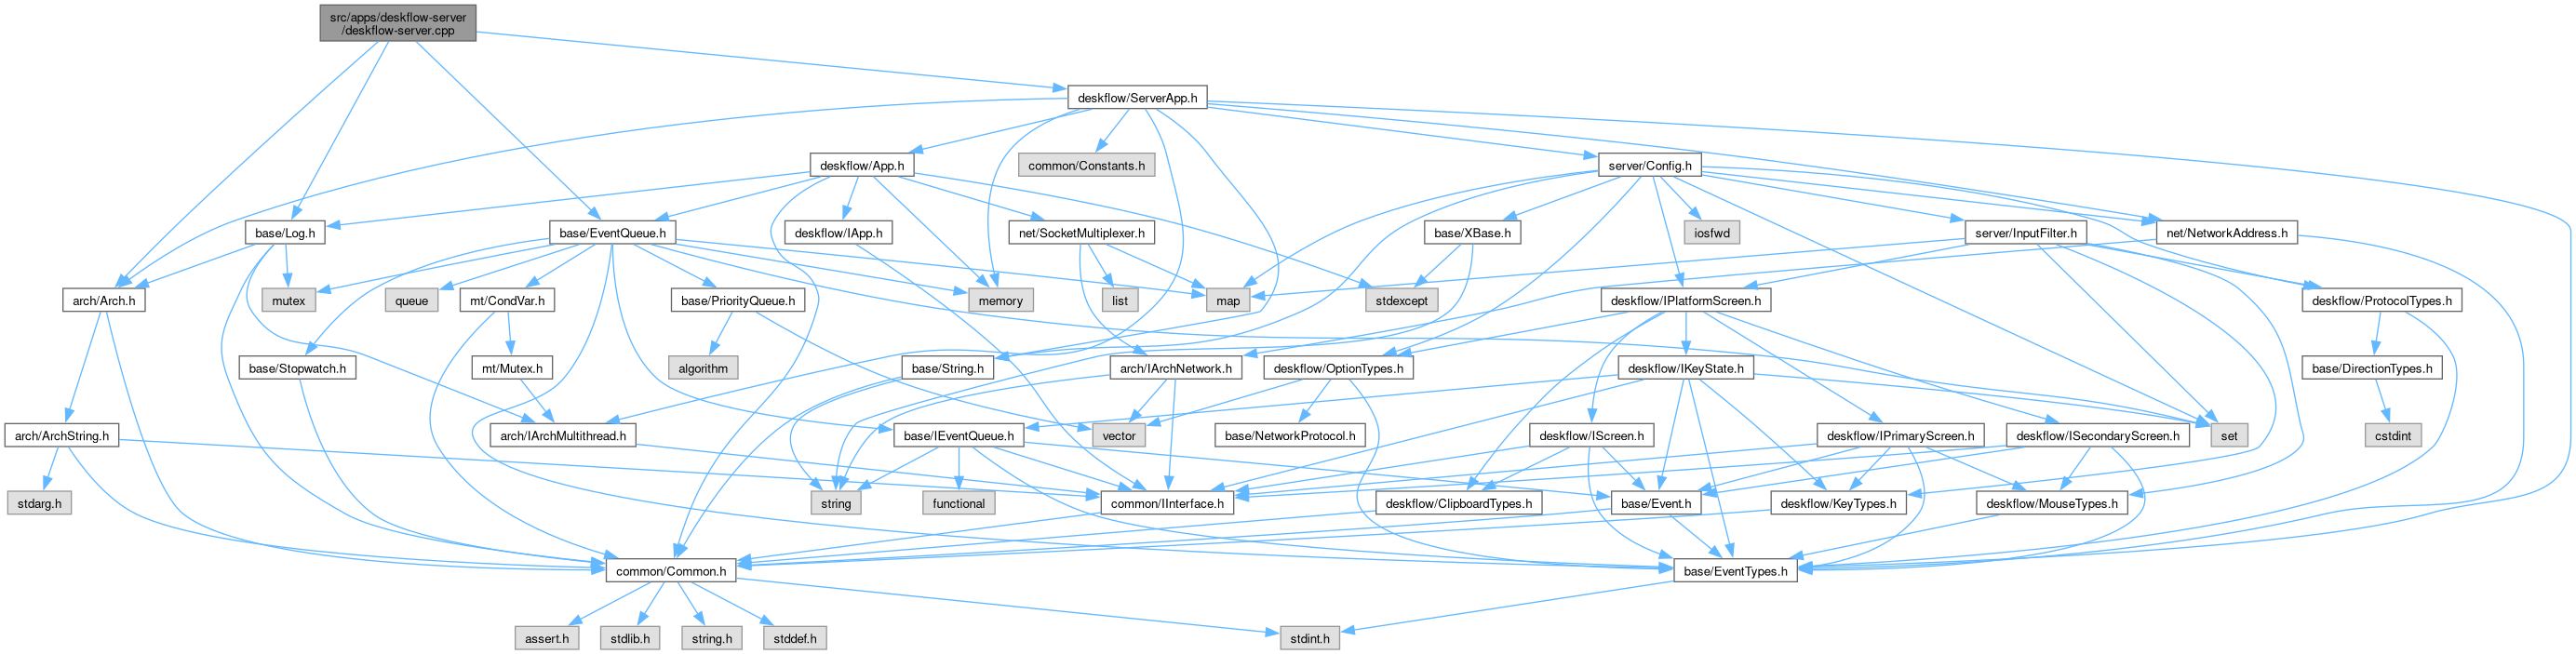 src/apps/deskflow-server
/deskflow-server.cpp
deskflow/ServerApp.h
deskflow/App.h
common/Constants.h
server/Config.h
base/Log.h
base/EventQueue.h
deskflow/IApp.h
net/SocketMultiplexer.h
base/XBase.h
iosfwd
server/InputFilter.h
net/NetworkAddress.h
arch/Arch.h
mutex
queue
mt/CondVar.h
base/PriorityQueue.h
memory
list
map
stdexcept
deskflow/IPlatformScreen.h
deskflow/ProtocolTypes.h
base/Stopwatch.h
mt/Mutex.h
algorithm
base/String.h
arch/IArchNetwork.h
deskflow/OptionTypes.h
deskflow/IKeyState.h
base/DirectionTypes.h
arch/ArchString.h
arch/IArchMultithread.h
base/IEventQueue.h
vector
base/NetworkProtocol.h
deskflow/IScreen.h
deskflow/IPrimaryScreen.h
deskflow/ISecondaryScreen.h
set
cstdint
stdarg.h
string
functional
common/IInterface.h
deskflow/ClipboardTypes.h
base/Event.h
deskflow/KeyTypes.h
deskflow/MouseTypes.h
common/Common.h
base/EventTypes.h
assert.h
stdlib.h
string.h
stddef.h
stdint.h